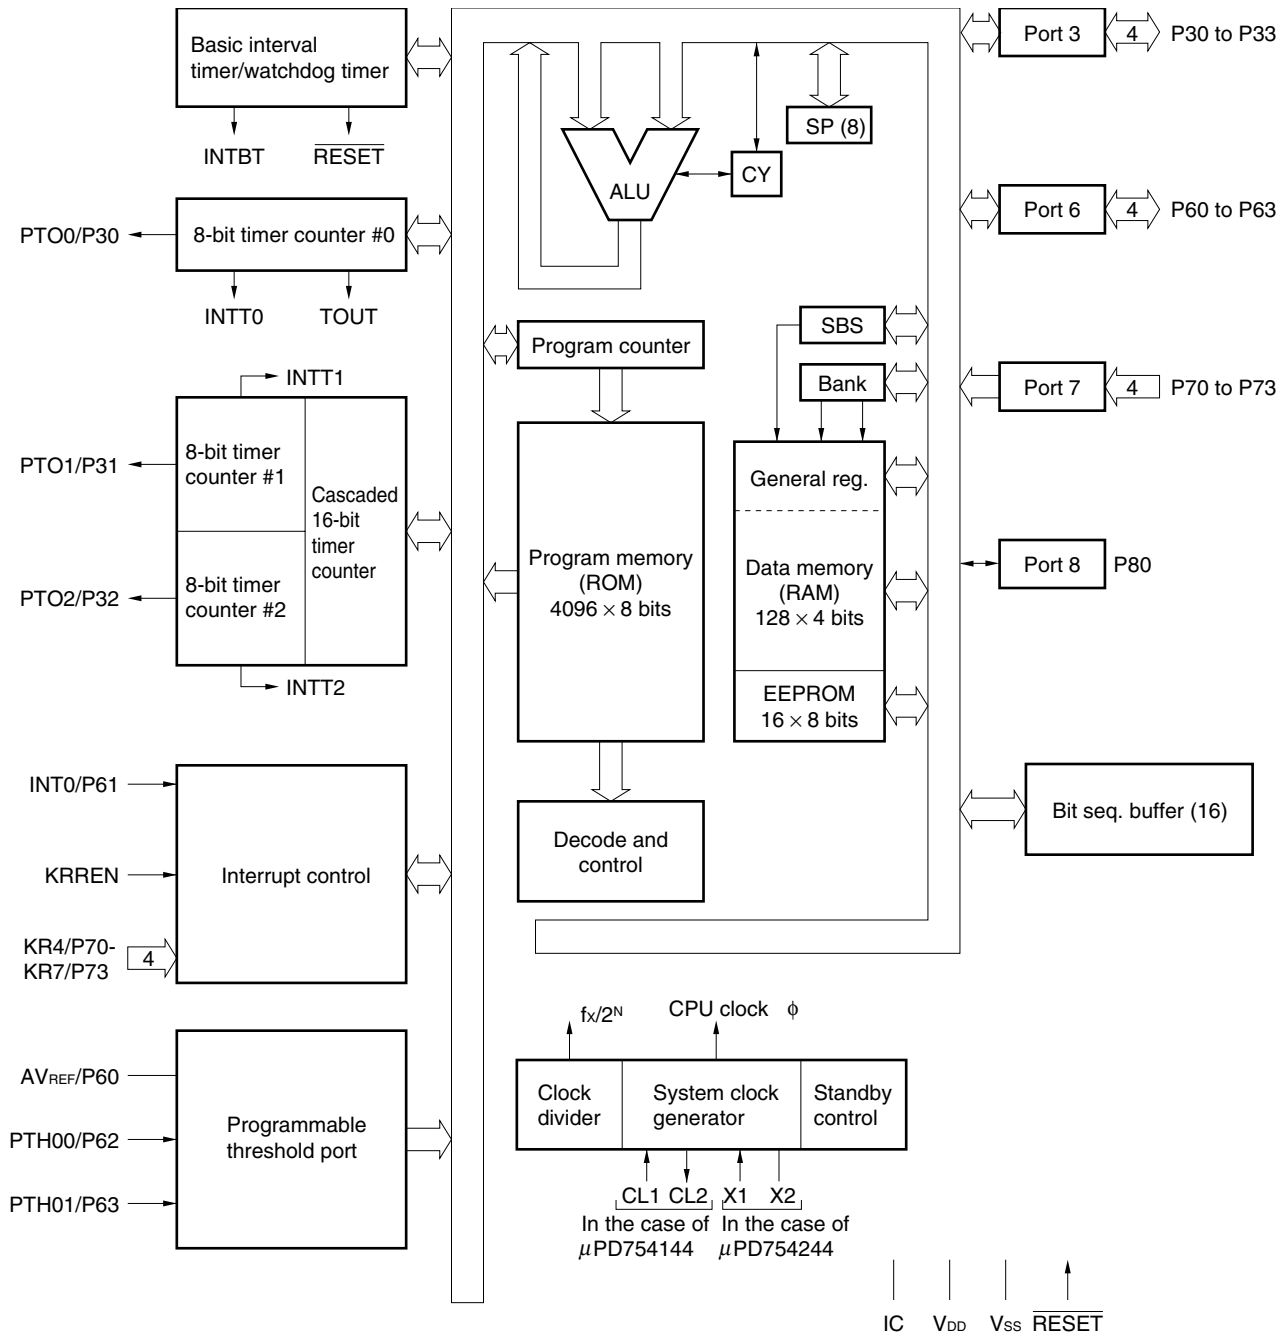 Basic interval
timer/watchdog timer
INTBT
RESET
PTO0/P30
8-bit timer counter #0
INTT0
TOUT
INTT1
PTO1/P31
8-bit timer
counter #1
Cascaded
16-bit
timer
counter
PTO2/P32
8-bit timer
counter #2
INTT2
INT0/P61
KRREN
Interrupt control
KR4/P70-
KR7/P73
4
AVREF/P60
PTH00/P62
PTH01/P63
Programmable
threshold port
ALU
CY
SP (8)
Program counter
Program memory
(ROM)
4096 × 8 bits
Decode and
control
SBS
Bank
General reg.
Data memory
(RAM)
128 × 4 bits
EEPROM
16 × 8 bits
Port 3
4
P30 to P33
Port 6
4
P60 to P63
Port 7
4
P70 to P73
Port 8
P80
Bit seq. buffer (16)
fX/2N
CPU clock ϕ
Clock
divider
System clock
generator
Standby
control
CL1 CL2
X1 X2
In the case of
μPD754144
In the case of
μPD754244
IC
VDD
VSS
RESET